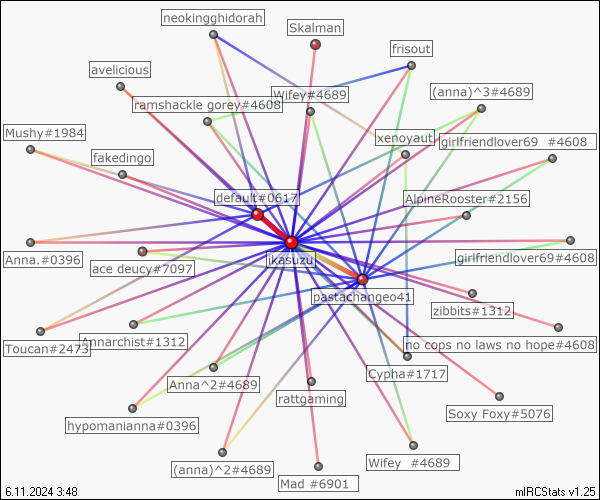 neokingghidorah
Skalman
frisout
avelicious
Wifey#4689
(anna)^3#4689
ramshackle gorey#4608
Mushy#1984
xenoyaut
girlfriendlover69 #4608
fakedingo
default#0617
AlpineRooster#2156
Anna.#0396
ikasuzu
girlfriendlover69#4608
ace deucy#7097
pastachangeo41
zibbits#1312
Toucan#2473
Annarchist#1312
no cops no laws no hope#4608
Anna^2#4689
Cypha#1717
rattgaming
Soxy Foxy#5076
hypomanianna#0396
(anna)^2#4689
Wifey #4689
Mad #6901
6.11.2024 3:48
mIRCStats v1.25